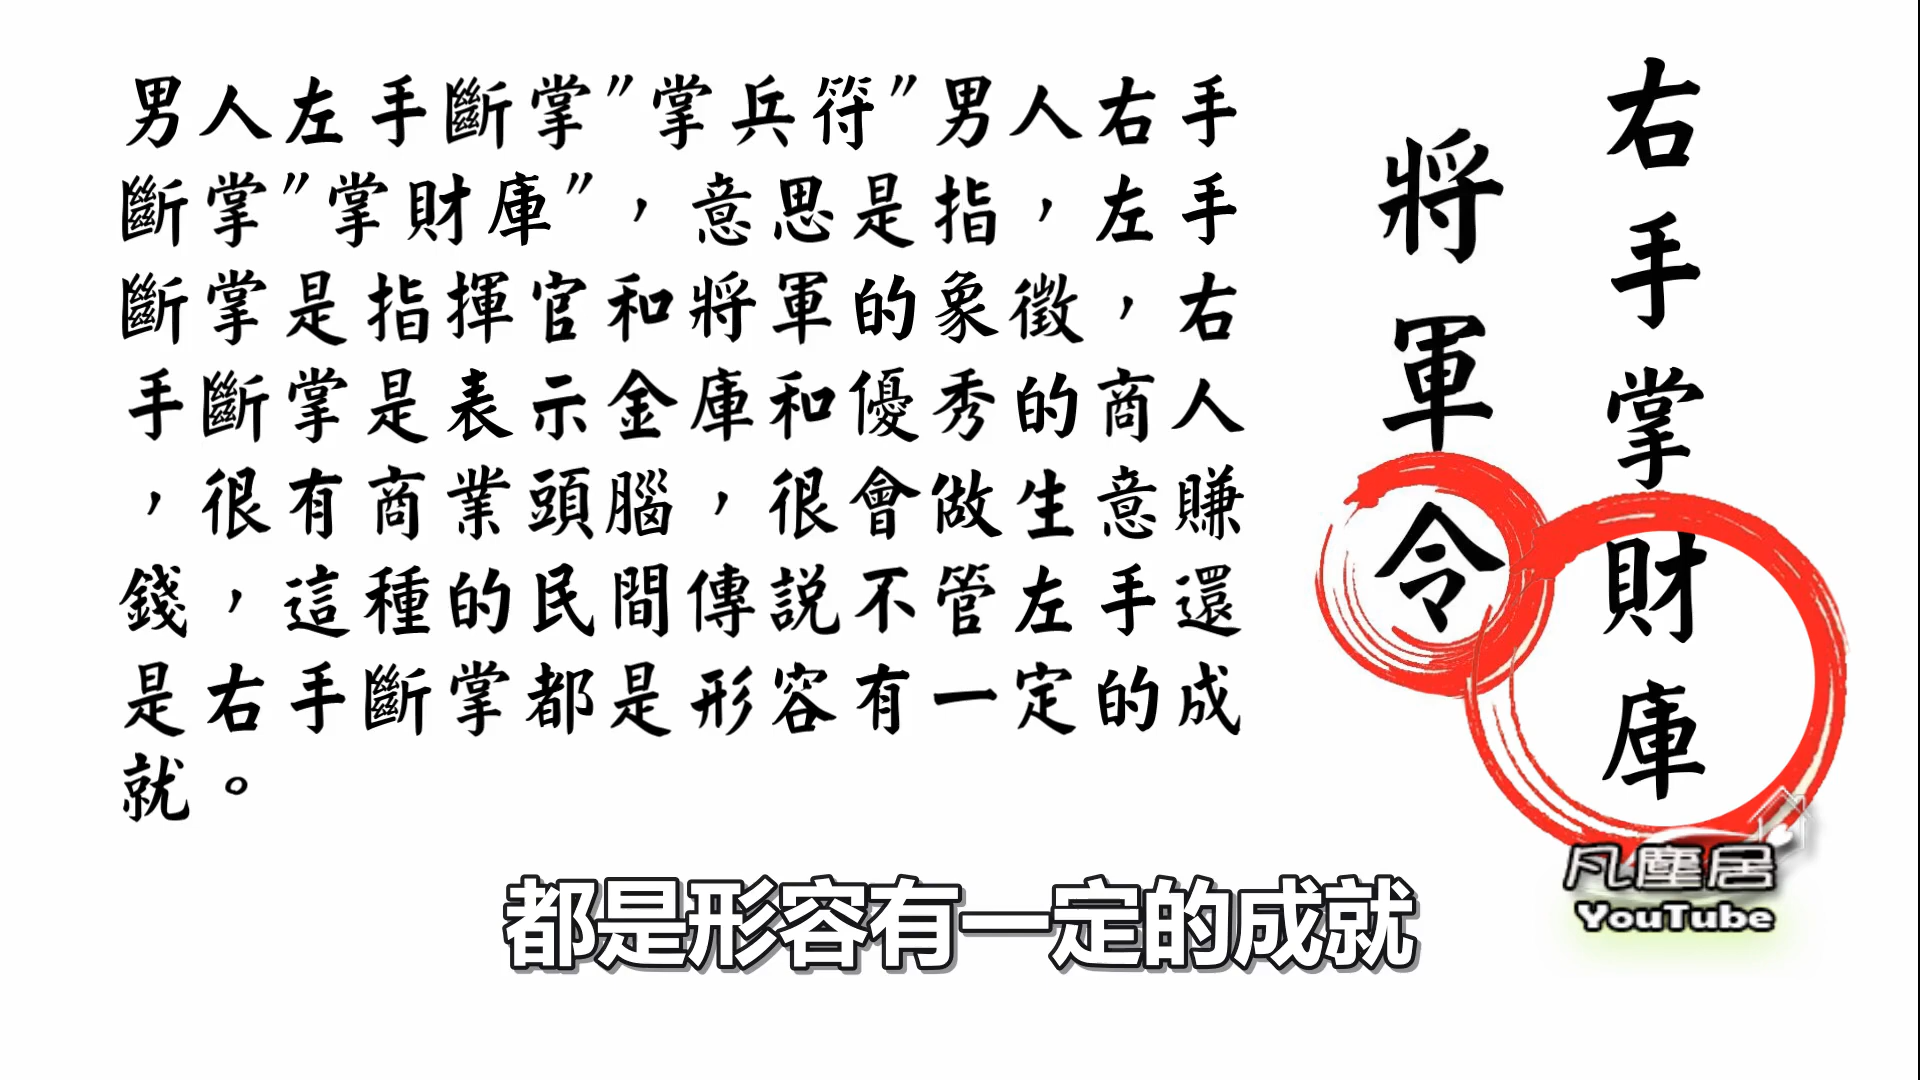 右手掌財庫
將軍令
男人左手斷掌"掌兵符"男人右手
斷掌"掌財庫"，意思是指，左手
斷掌是指揮官和將軍的象徵，右
手斷掌是表示金庫和優秀的商人
，很有商業頭腦，很會做生意賺
錢，這種的民間傳說不管左手還
是右手斷掌都是形容有一定的成
就。
都是形容有一定的成就
凡塵居
YouTube